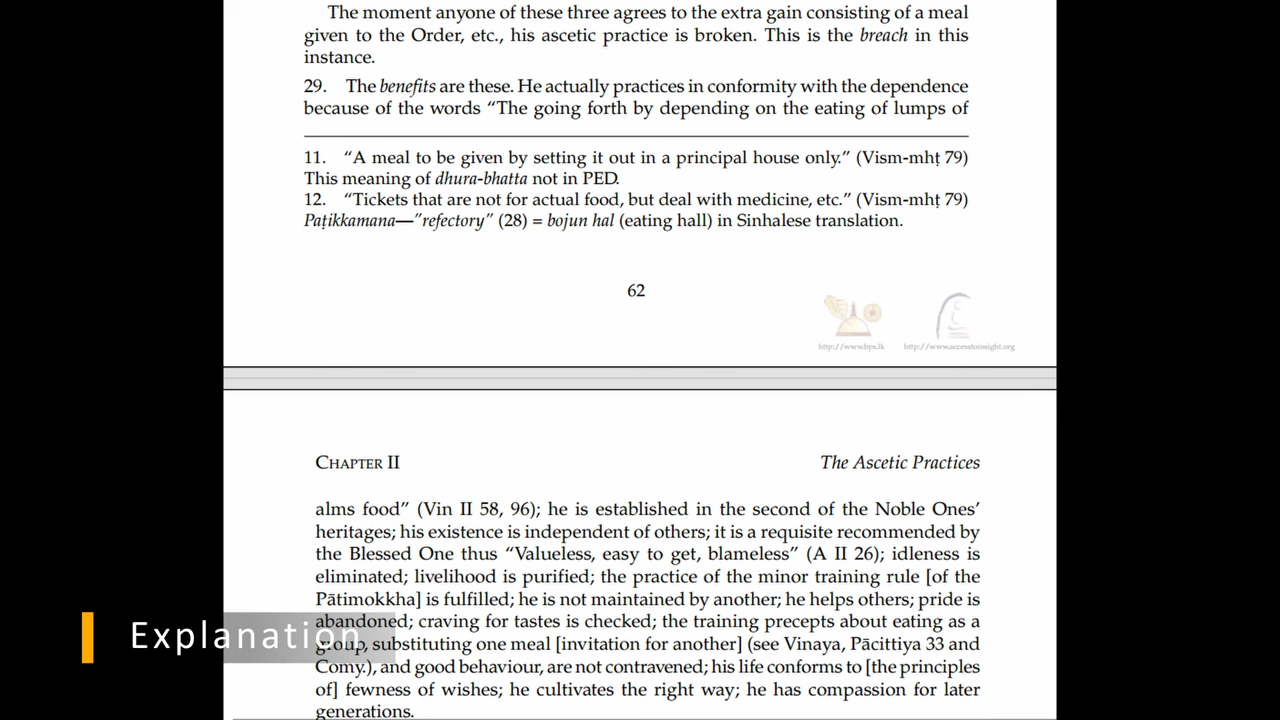 The moment anyone of these three agrees to the extra gain consisting of a meal
given to the Order, etc., his ascetic practice is broken. This is the breach in this
instance.
29. The benefits are these. He actually practices in conformity with the dependence
because of the words “The going forth by depending on the eating of lumps of
11. “A meal to be given by setting it out in a principal house only.” (Vism-mhṭ 79)
This meaning of dhura-bhatta not in PED.
12. “Tickets that are not for actual food, but deal with medicine, etc.” (Vism-mhṭ 79)
Paṭikkamana—”refectory” (28) = bojun hal (eating hall) in Sinhalese translation.
62
http://www.bps.lk http://www.accesstoinsight.org
CHAPTER II The Ascetic Practices
alms food” (Vin II 58, 96); he is established in the second of the Noble Ones’
heritages; his existence is independent of others; it is a requisite recommended by
the Blessed One thus “Valueless, easy to get, blameless” (A II 26); idleness is
eliminated; livelihood is purified; the practice of the minor training rule [of the
Pātimokkha] is fulfilled; he is not maintained by another; he helps others; pride is
abandoned; craving for tastes is checked; the training precepts about eating as a
Explanation
group, substituting one meal [invitation for another] (see Vinaya, Pācittiya 33 and
Comy.), and good behaviour, are not contravened; his life conforms to [the principles
of] fewness of wishes; he cultivates the right way; he has compassion for later
generations.